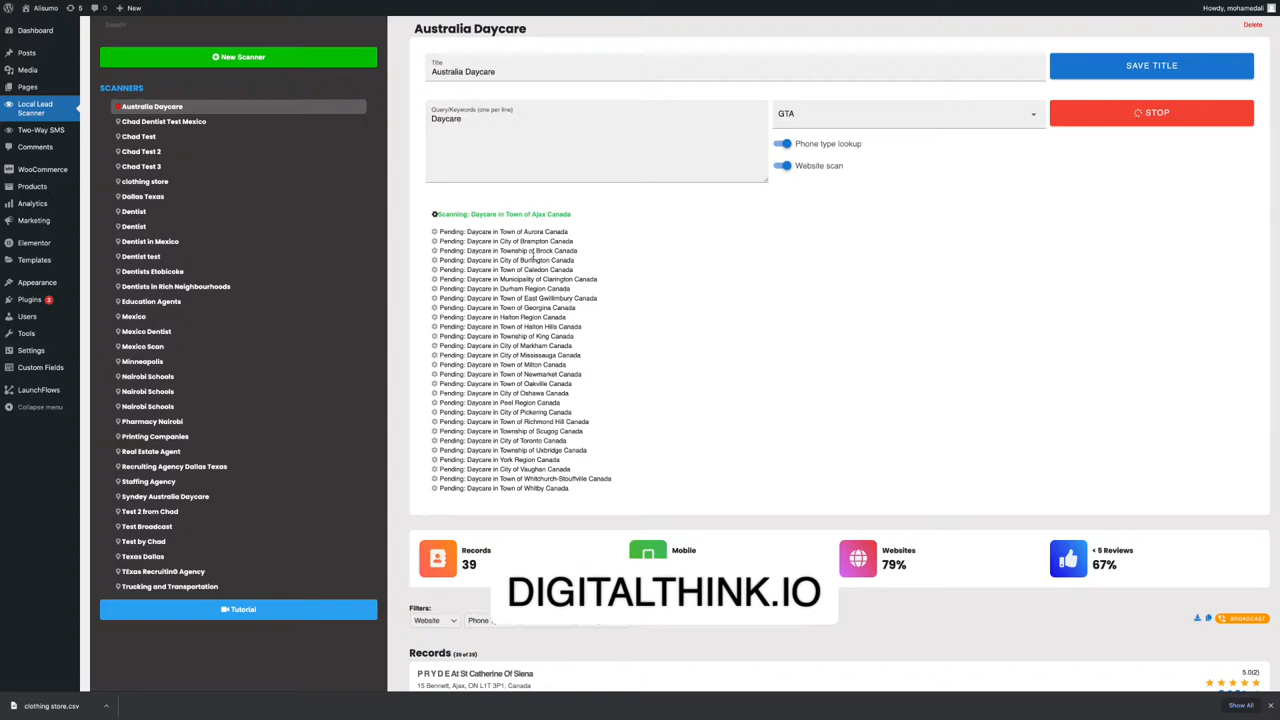 Alisumo 5 0 + New
Howdy, mohamedali
Dashboard
Posts
Media
Pages
Local Lead
Scanner
Two-Way SMS
Comments
WooCommerce
Products
Analytics
Marketing
Elementor
Templates
Appearance
Plugins 3
Users
Tools
Settings
Custom Fields
LaunchFlows
Collapse menu
New Scanner
SCANNERS
Australia Daycare
Chad Dentist Test Mexico
Chad Test
Chad Test 2
Chad Test 3
clothing store
Dallas Texas
Dentist
Dentist
Dentist in Mexico
Dentist test
Dentists Etobicoke
Dentists in Rich Neighbourhoods
Education Agents
Mexico
Mexico Dentist
Mexico Scan
Minneapolis
Nairobi Schools
Nairobi Schools
Nairobi Schools
Pharmacy Nairobi
Printing Companies
Real Estate Agent
Recruiting Agency Dallas Texas
Staffing Agency
Syndey Australia Daycare
Test 2 from Chad
Test Broadcast
Test by Chad
Texas Dallas
TExas RecruitinG Agency
Trucking and Transportation
Tutorial
Australia Daycare
Delete
Title
Australia Daycare
SAVE TITLE
Query/Keywords (one per line)
Daycare
GTA
STOP
Phone type lookup
Website scan
Scanning: Daycare in Town of Ajax Canada
Pending: Daycare in Town of Aurora Canada
Pending: Daycare in City of Brampton Canada
Pending: Daycare in Township of Brock Canada
Pending: Daycare in City of Burlington Canada
Pending: Daycare in Town of Caledon Canada
Pending: Daycare in Municipality of Clarington Canada
Pending: Daycare in Durham Region Canada
Pending: Daycare in Town of East Gwillimbury Canada
Pending: Daycare in Town of Georgina Canada
Pending: Daycare in Halton Region Canada
Pending: Daycare in Town of Halton Hills Canada
Pending: Daycare in Township of King Canada
Pending: Daycare in City of Markham Canada
Pending: Daycare in City of Mississauga Canada
Pending: Daycare in Town of Milton Canada
Pending: Daycare in Town of Newmarket Canada
Pending: Daycare in Town of Oakville Canada
Pending: Daycare in City of Oshawa Canada
Pending: Daycare in Peel Region Canada
Pending: Daycare in City of Pickering Canada
Pending: Daycare in Town of Richmond Hill Canada
Pending: Daycare in Township of Scugog Canada
Pending: Daycare in City of Toronto Canada
Pending: Daycare in Township of Uxbridge Canada
Pending: Daycare in York Region Canada
Pending: Daycare in City of Vaughan Canada
Pending: Daycare in Town of Whitchurch-Stouffville Canada
Pending: Daycare in Town of Whitby Canada
Records
39
Mobile
Websites
79%
< 5 Reviews
67%
DIGITALTHINK.IO
Filters:
Website
BROADCAST
Records (39 of 39)
P R Y D E At St Catherine Of Siena
5.0(2)
15 Bennett, Ajax, ON L1T 3P1, Canada
clothing store.csv
Show All